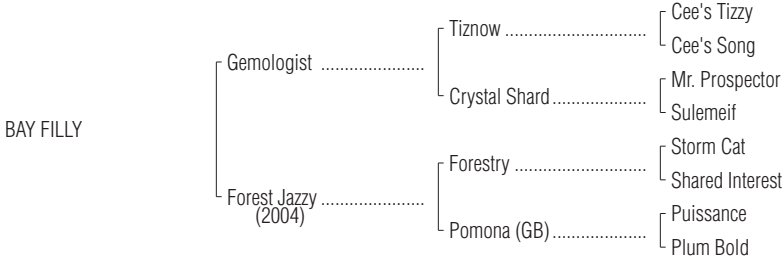 Cee's Tizzy
Tiznow ..............................
Cee's Song
Gemologist ......................
Mr. Prospector
Crystal Shard....................
Sulemeif
BAY FILLY
Storm Cat
Forestry ............................
Shared Interest
Forest Jazzy ......................
(2004)
Puissance
Pomona (GB)....................
Plum Bold